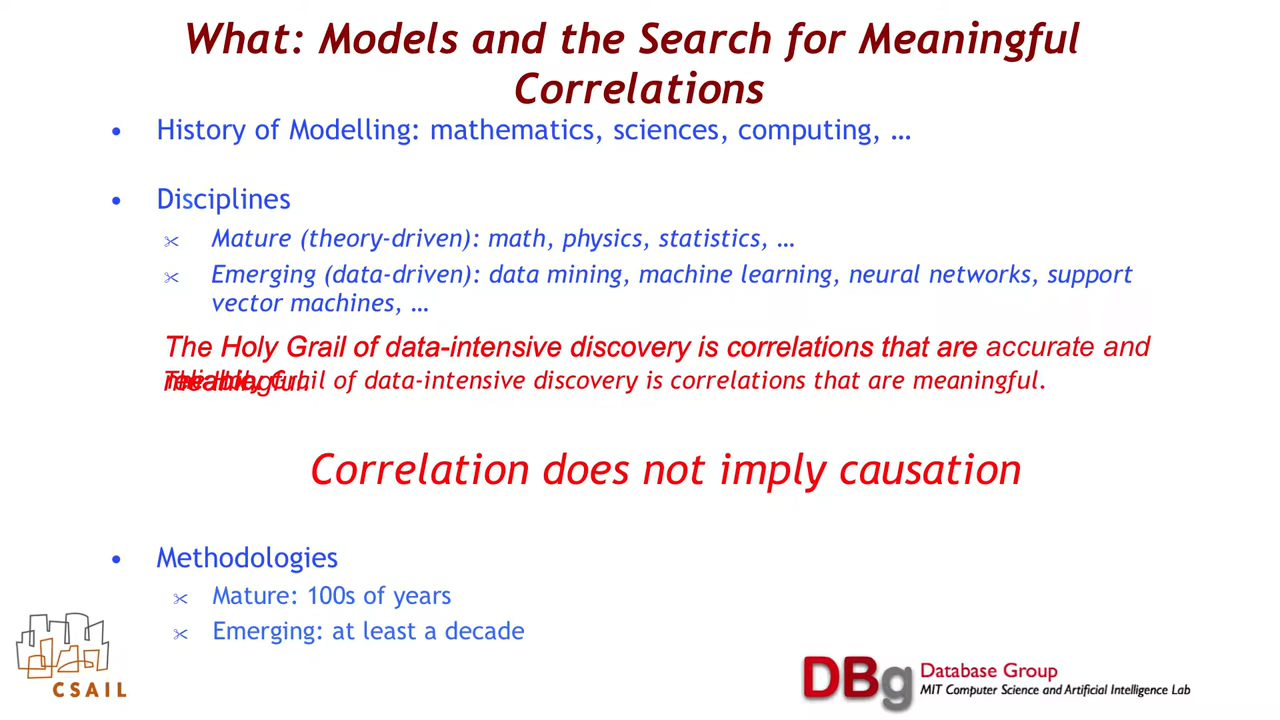 What: Models and the Search for Meaningful
Correlations
• History of Modelling: mathematics, sciences, computing, …
• Disciplines
Mature (theory-driven): math, physics, statistics, …
Emerging (data-driven): data mining, machine learning, neural networks, support
vector machines, …
The Holy Grail of data-intensive discovery is correlations that are accurate and
The Holy Grail of data-intensive discovery is correlations that are meaningful.
Correlation does not imply causation
• Methodologies
Mature: 100s of years
Emerging: at least a decade
CSAIL
DBg Database Group
MIT Computer Science and Artificial Intelligence Lab